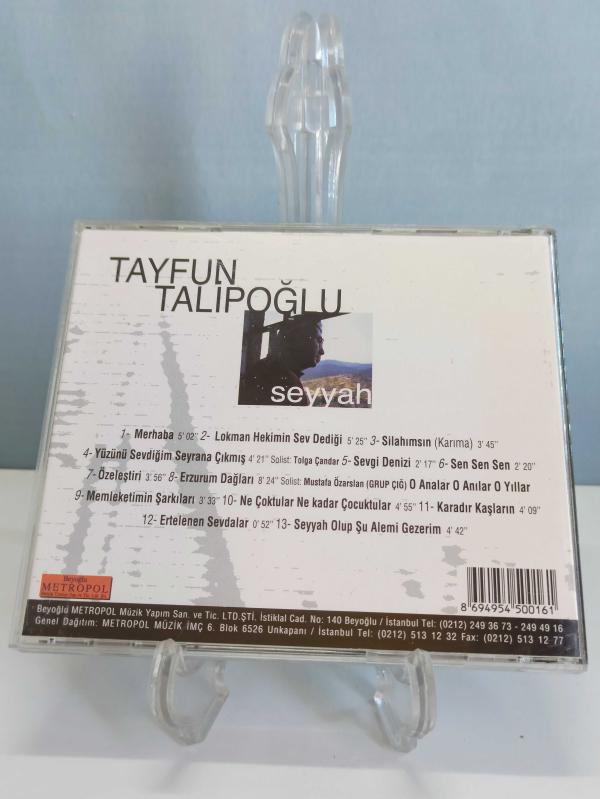 TAYFUN
TALİPOĞLU
seyyah
1- Merhaba 5' 02" 2- Lokman Hekimin Sev Dediği 5' 25" 3- Silahımsın (Karıma) 3' 45"
4- Yüzünü Sevdiğim Seyrana Çıkmış 4' 21" Solist: Tolga Çandar 5- Sevgi Denizi 2' 17" 6- Sen Sen Sen 2' 20"
7- Özeleştiri 3' 56" 8- Erzurum Dağları 8' 24" Solist: Mustafa Özarslan (GRUP ÇIĞ) O Analar O Anılar O Yıllar
9- Memleketimin Şarkıları 3' 33" 10- Ne Çoktular Ne kadar Çocuktular 4' 55" 11- Karadır Kaşların 4' 09"
12- Ertelenen Sevdalar 0' 52" 13- Seyyah Olup Şu Alemi Gezerim 4' 42"
Beyoğlu
METROPOL
8 694954 500161
Beyoğlu METROPOL Müzik Yapım San. ve Tic. LTD.ŞTİ. İstiklal Cad. No: 140 Beyoğlu / İstanbul Tel: (0212) 249 36 73 - 249 49 16
Genel Dağıtım: METROPOL MÜZİK İMÇ 6. Blok 6526 Unkapanı / İstanbul Tel: (0212) 513 12 32 Fax: (0212) 513 12 77